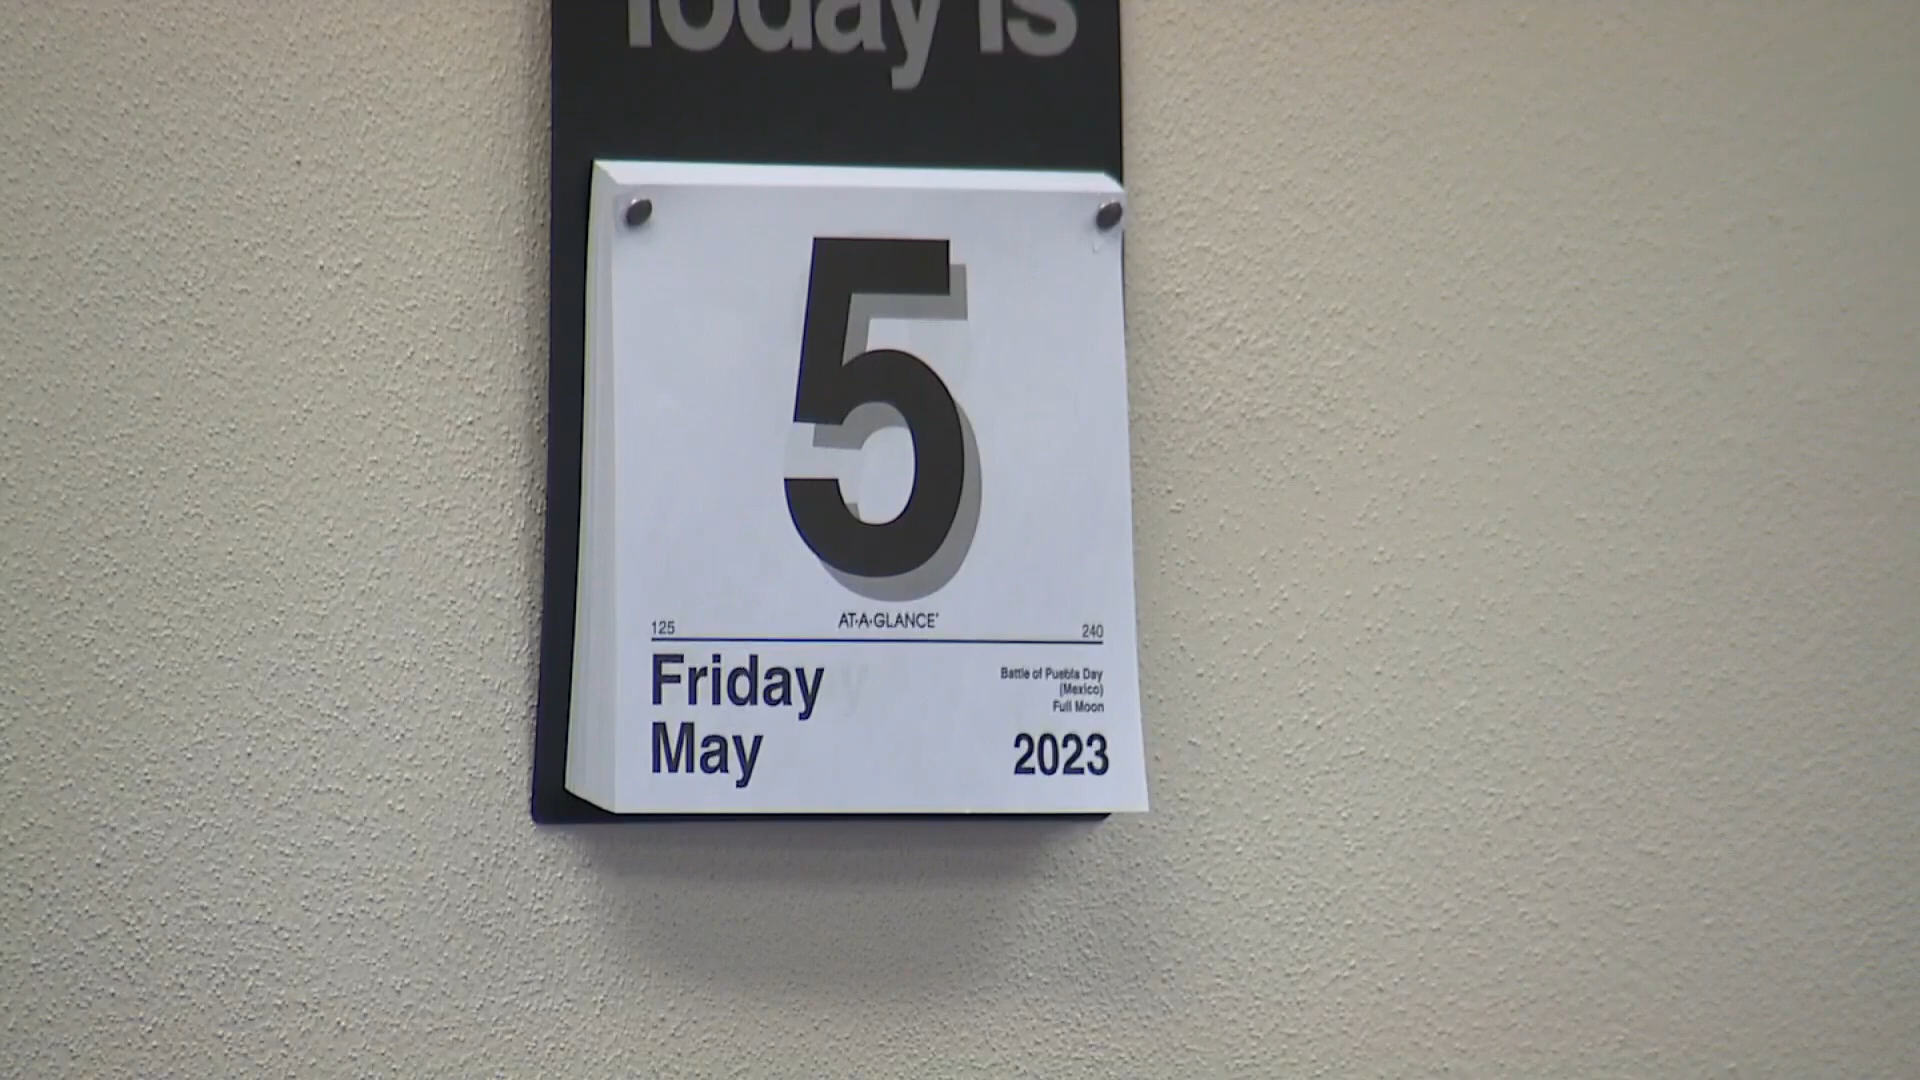 Today is
5
AT-A-GLANCE®
125
240
Friday
May
Battle of Puebla Day
(Mexico)
Full Moon
2023